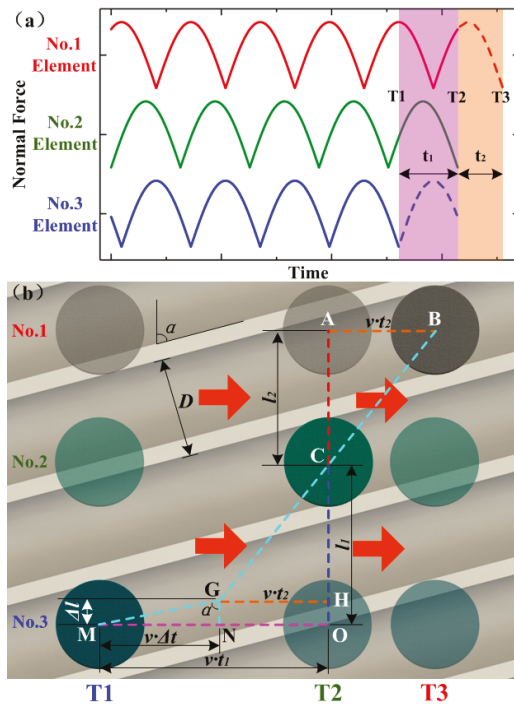 (a)
No.1
Element
No.2
Element
No.3
Element
Normal Force
T1
T2
T3
t₁
t₂
Time
(b)
No.1
α
A
v·t₂
B
D
l₂
No.2
C
l₁
G
α
v·t₂
H
Δl
No.3
M
N
O
v·Δt
v·t₁
T1
T2
T3